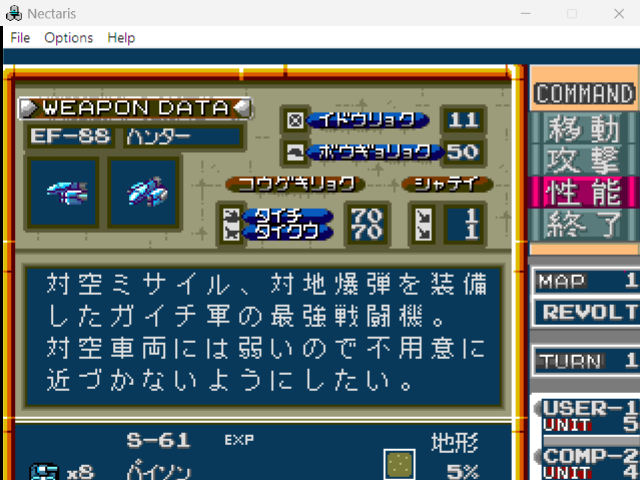 Nectaris
File Options Help
WEAPON DATA
EF-88 ハンター
イドウリョク 11
ボウギョリョク 50
コウゲキリョク シャテイ
タイチ 70 1
タイクウ 70 1
対空ミサイル、対地爆弾を装備
したガイチ軍の最強戦闘機。
対空車両には弱いので不用意に
近づかないようにしたい。
S-61 EXP 地形
x8 パイソン 5%
COMMAND
移動
攻撃
性能
終了
MAP 1
REVOLT
TURN 1
USER-1
UNIT 5
COMP-2
UNIT 4